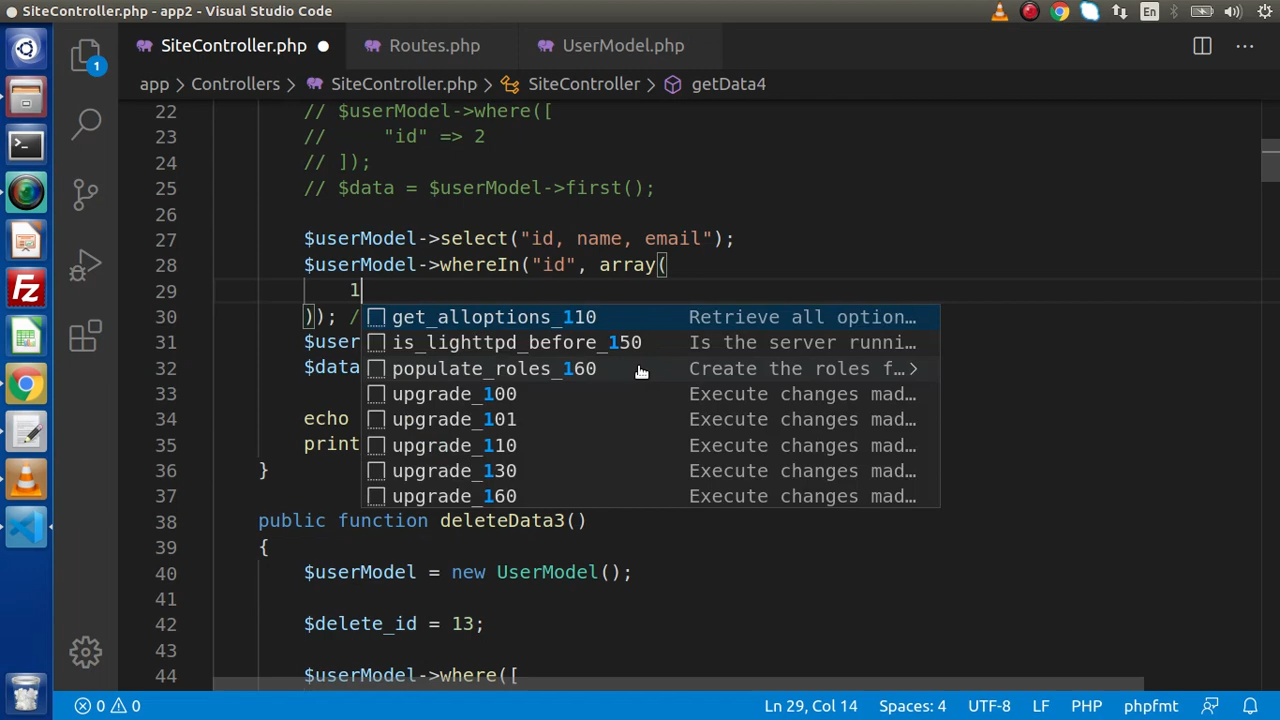 SiteController.php - app2 - Visual Studio Code
En
SiteController.php
Routes.php
UserModel.php
1
app > Controllers > SiteController.php > SiteController > getData4
22 // $userModel->where([
23 //     "id" => 2
24 // ]);
25 // $data = $userModel->first();
26
27 $userModel->select("id, name, email");
28 $userModel->whereIn("id", array(
29 1
30 )); /
31 $user
32 $data
33
34 echo
35 print
36 }
37
38 public function deleteData3()
39 {
40 $userModel = new UserModel();
41
42 $delete_id = 13;
43
44 $userModel->where([
get_alloptions_110 Retrieve all option…
is_lighttpd_before_150 Is the server runni…
populate_roles_160 Create the roles f…>
upgrade_100 Execute changes mad…
upgrade_101 Execute changes mad…
upgrade_110 Execute changes mad…
upgrade_130 Execute changes mad…
upgrade_160 Execute changes mad…
0 0 Ln 29, Col 14 Spaces: 4 UTF-8 LF PHP phpfmt